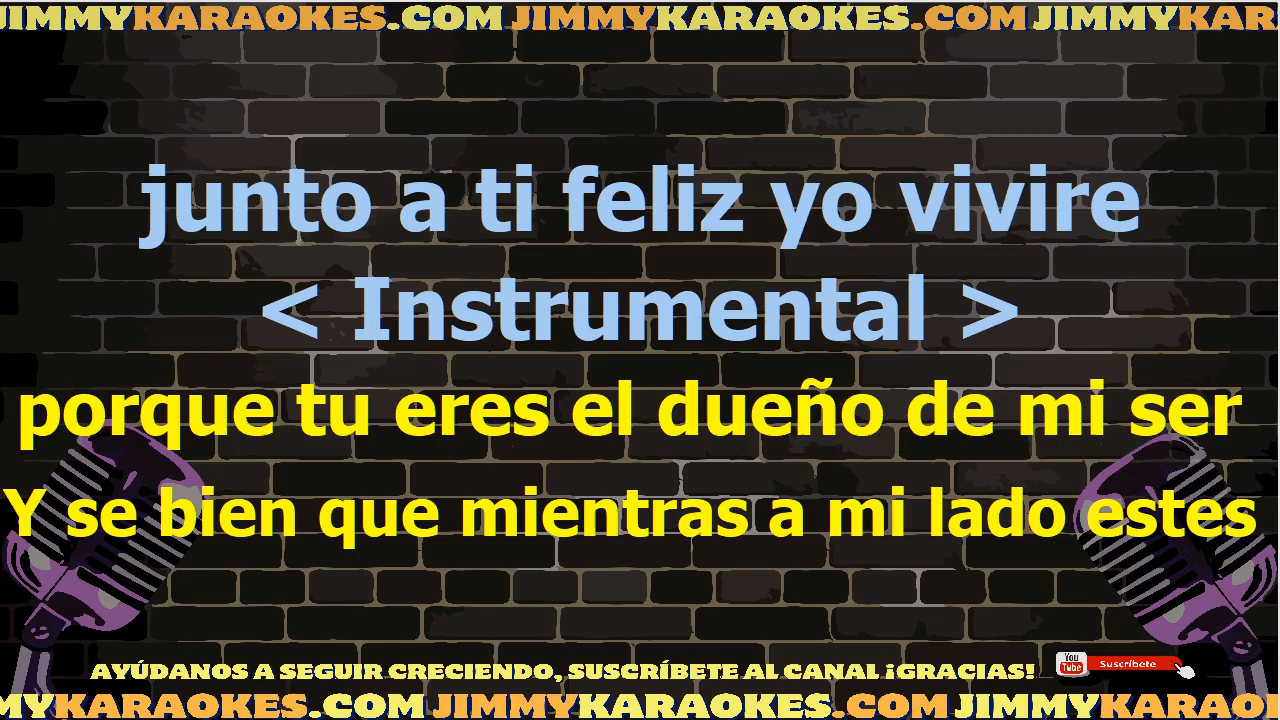 JIMMYKARAOKES.COM JIMMYKARAOKES.COM JIMMYKAR
junto a ti feliz yo vivire
< Instrumental >
porque tu eres el dueño de mi ser
Y se bien que mientras a mi lado estes
AYÚDANOS A SEGUIR CRECIENDO, SUSCRÍBETE AL CANAL ¡GRACIAS!
You Tube Suscríbete
MYKARAOKES.COM JIMMYKARAOKES.COM JIMMYKARAO